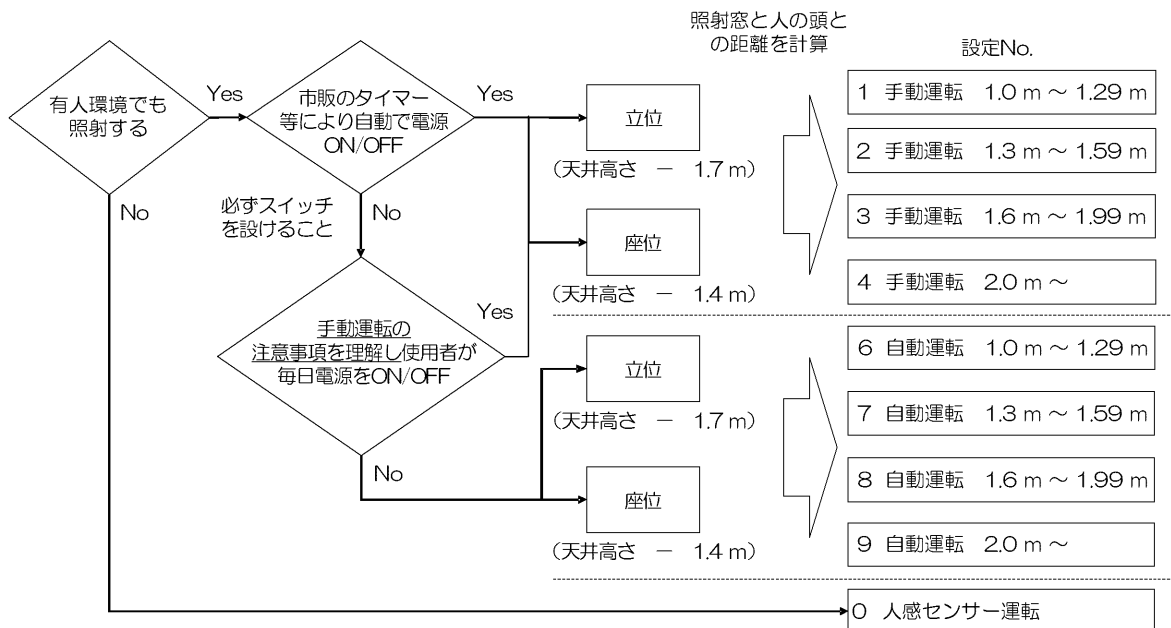 照射窓と人の頭と
の距離を計算
設定No.
有人環境でも
照射する
Yes
市販のタイマー
等により自動で電源
ON/OFF
Yes
立位
(天井高さ － 1.7 m)
1 手動運転 1.0 m ～ 1.29 m
2 手動運転 1.3 m ～ 1.59 m
No
必ずスイッチ
を設けること
No
座位
(天井高さ － 1.4 m)
3 手動運転 1.6 m ～ 1.99 m
4 手動運転 2.0 m ～
手動運転の
注意事項を理解し使用者が
毎日電源をON/OFF
Yes
No
立位
(天井高さ － 1.7 m)
座位
(天井高さ － 1.4 m)
6 自動運転 1.0 m ～ 1.29 m
7 自動運転 1.3 m ～ 1.59 m
8 自動運転 1.6 m ～ 1.99 m
9 自動運転 2.0 m ～
0 人感センサー運転